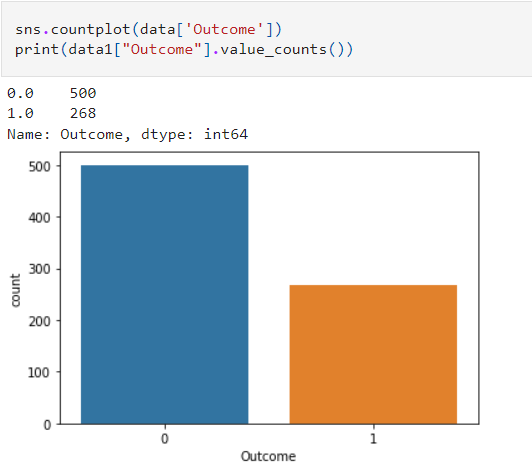 sns.countplot(data['Outcome'])
print(data1["Outcome"].value_counts())
0.0    500
1.0    268
Name: Outcome, dtype: int64
500
400
300
200
100
0
count
0 1
Outcome